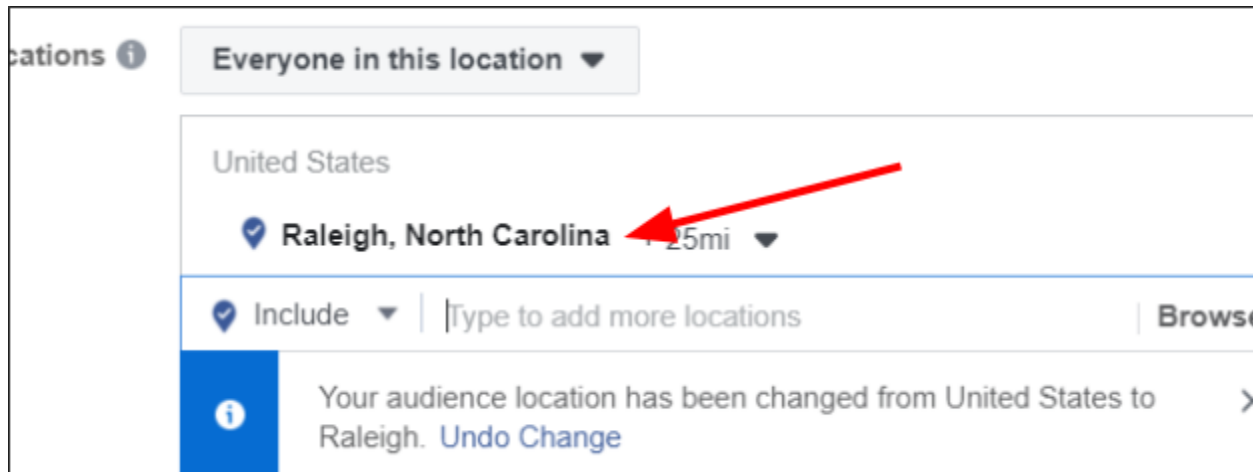 cations
Everyone in this location
United States
Raleigh, North Carolina + 25mi
Include Type to add more locations Browse
Your audience location has been changed from United States to
Raleigh. Undo Change